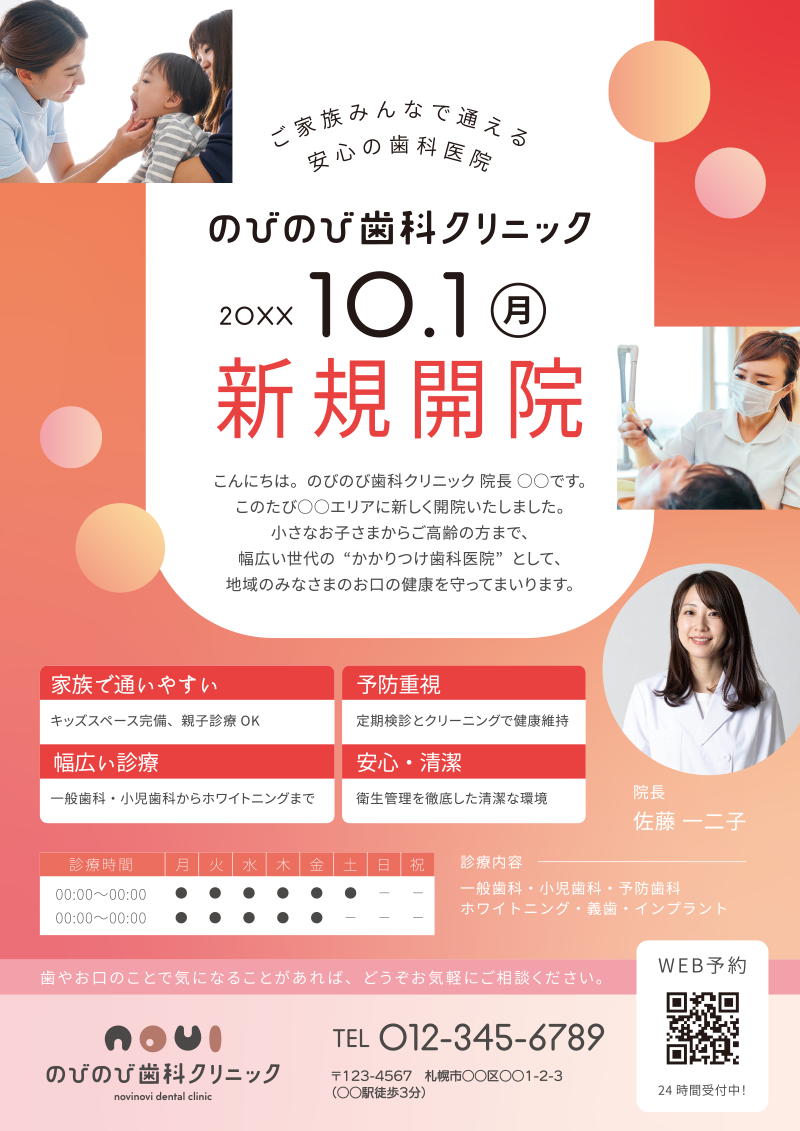 ご家族みんなで通える
安心の歯科医院
のびのび歯科クリニック
20XX 10.1 月
新規開院
こんにちは。のびのび歯科クリニック 院長 〇〇です。
このたび〇〇エリアに新しく開院いたしました。
小さなお子さまからご高齢の方まで、
幅広い世代の“かかりつけ歯科医院”として、
地域のみなさまのお口の健康を守ってまいります。
家族で通いやすい
キッズスペース完備、親子診療 OK
予防重視
定期検診とクリーニングで健康維持
幅広い診療
一般歯科・小児歯科からホワイトニングまで
安心・清潔
衛生管理を徹底した清潔な環境
院長
佐藤 一二子
診療時間 月 火 水 木 金 土 日 祝
00:00〜00:00 ● ● ● ● ● ● － －
00:00〜00:00 ● ● ● ● ● － － －
診療内容
一般歯科・小児歯科・予防歯科
ホワイトニング・義歯・インプラント
歯やお口のことで気になることがあれば、どうぞお気軽にご相談ください。
WEB予約
24時間受付中!
novi
のびのび歯科クリニック
novinovi dental clinic
TEL 012-345-6789
〒123-4567 札幌市〇〇区〇〇1-2-3
（〇〇駅徒歩3分）